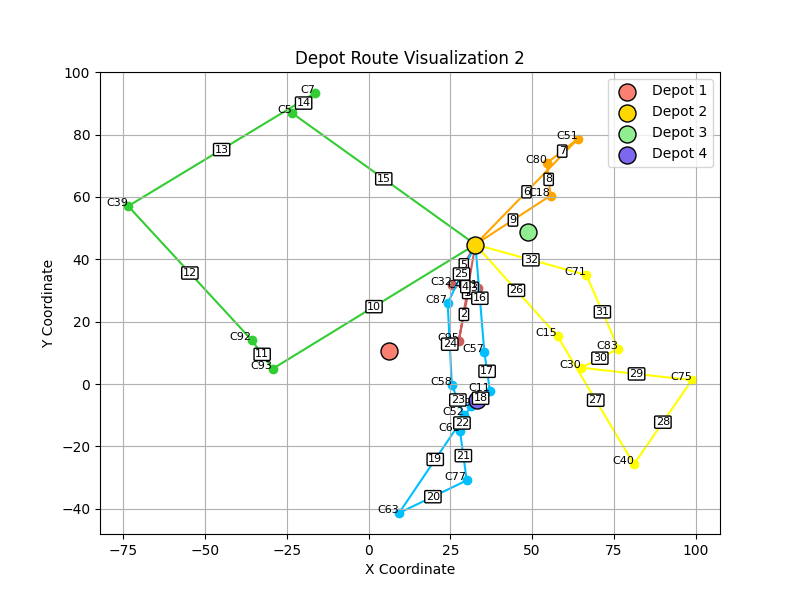 Depot Route Visualization 2
Depot 1
Depot 2
Depot 3
Depot 4
Y Coordinate
X Coordinate
100
80
60
40
20
0
−20
−40
−75
−50
−25
0
25
50
75
100
C7
14
C5
13
15
C39
12
10
C92
11
C93
C51
7
C80
8
6
C18
9
32
C71
26
31
C15
C83
30
C30
29
C75
27
28
C40
5
25
C32
4
3
16
C87
2
24
C57
17
C58
C11
18
23
C52
22
19
21
C77
20
C63